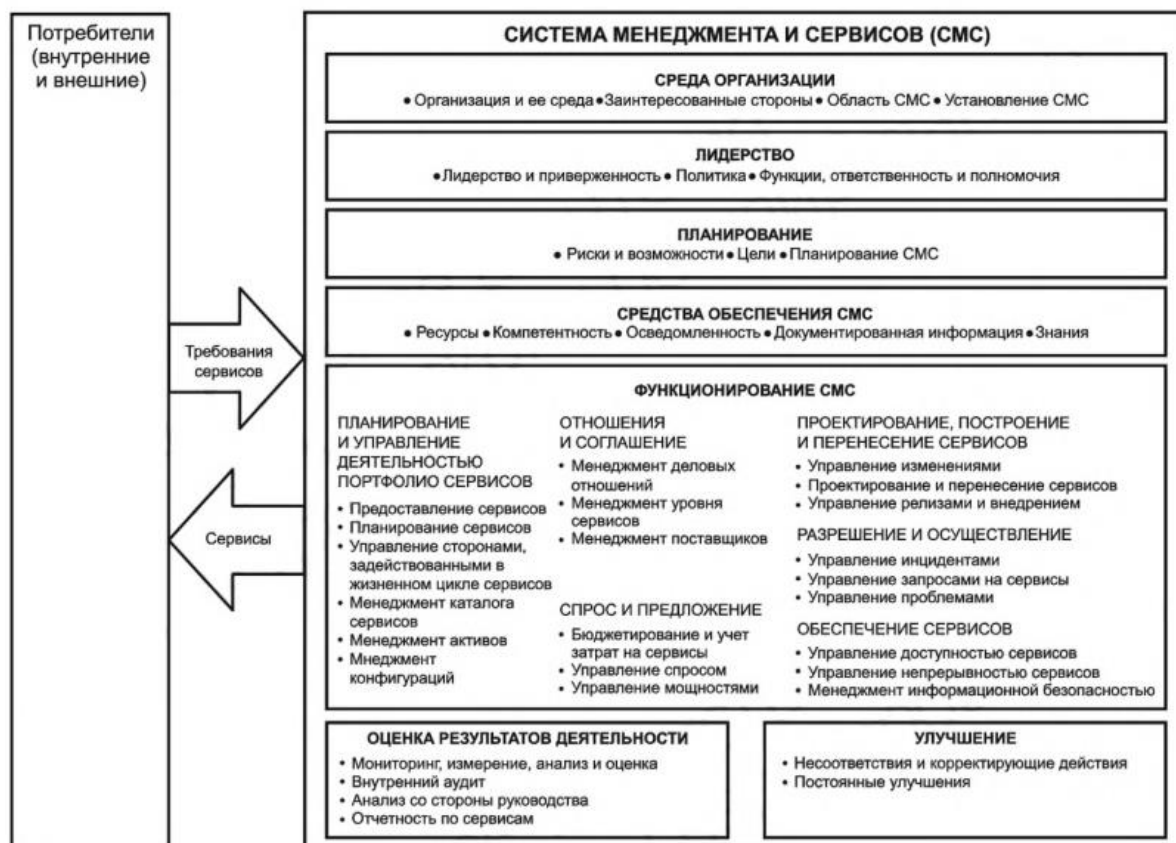 Потребители
(внутренние
и внешние)
Требования
сервисов
Сервисы
СИСТЕМА МЕНЕДЖМЕНТА И СЕРВИСОВ (СМС)
СРЕДА ОРГАНИЗАЦИИ
● Организация и ее среда ● Заинтересованные стороны ● Область СМС ● Установление СМС
ЛИДЕРСТВО
● Лидерство и приверженность ● Политика ● Функции, ответственность и полномочия
ПЛАНИРОВАНИЕ
● Риски и возможности ● Цели ● Планирование СМС
СРЕДСТВА ОБЕСПЕЧЕНИЯ СМС
● Ресурсы ● Компетентность ● Осведомленность ● Документированная информация ● Знания
ФУНКЦИОНИРОВАНИЕ СМС
ПЛАНИРОВАНИЕ
И УПРАВЛЕНИЕ
ДЕЯТЕЛЬНОСТЬЮ
ПОРТФОЛИО СЕРВИСОВ
• Предоставление сервисов
• Планирование сервисов
• Управление сторонами,
задействованными в
жизненном цикле сервисов
• Менеджмент каталога
сервисов
• Менеджмент активов
• Мнеджмент
конфигураций
ОТНОШЕНИЯ
И СОГЛАШЕНИЕ
• Менеджмент деловых
отношений
• Менеджмент уровня
сервисов
• Менеджмент поставщиков
СПРОС И ПРЕДЛОЖЕНИЕ
• Бюджетирование и учет
затрат на сервисы
• Управление спросом
• Управление мощностями
ПРОЕКТИРОВАНИЕ, ПОСТРОЕНИЕ
И ПЕРЕНЕСЕНИЕ СЕРВИСОВ
• Управление изменениями
• Проектирование и перенесение сервисов
• Управление релизами и внедрением
РАЗРЕШЕНИЕ И ОСУЩЕСТВЛЕНИЕ
• Управление инцидентами
• Управление запросами на сервисы
• Управление проблемами
ОБЕСПЕЧЕНИЕ СЕРВИСОВ
• Управление доступностью сервисов
• Управление непрерывностью сервисов
• Менеджмент информационной безопасностью
ОЦЕНКА РЕЗУЛЬТАТОВ ДЕЯТЕЛЬНОСТИ
• Мониторинг, измерение, анализ и оценка
• Внутренний аудит
• Анализ со стороны руководства
• Отчетность по сервисам
УЛУЧШЕНИЕ
• Несоответствия и корректирующие действия
• Постоянные улучшения